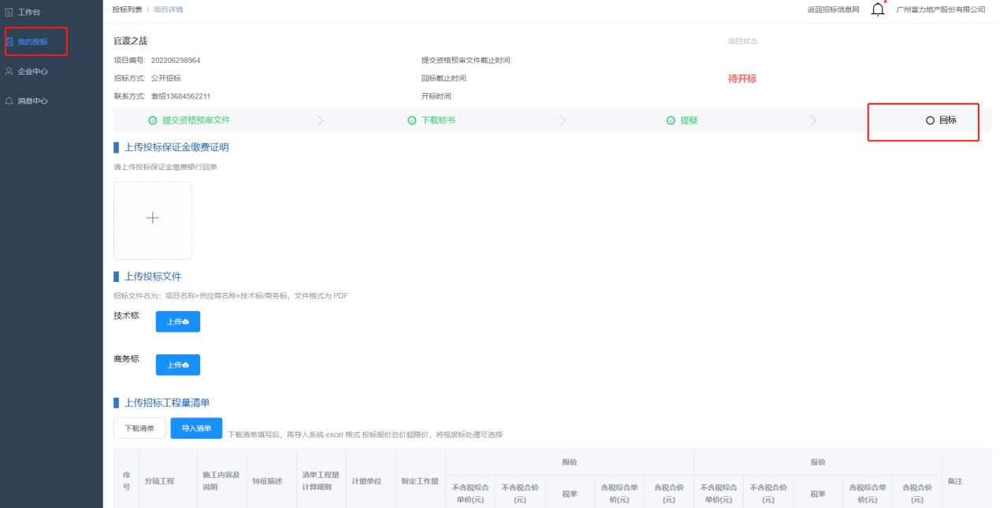 工作台
我的投标
企业中心
消息中心
投标列表 / 项目详情
返回招标信息网
广州富力地产股份有限公司
官渡之战
项目状态
项目编号: 202206298964
提交资格预审文件截止时间:
招标方式: 公开招标
回标截止时间:
待开标
联系方式: 袁绍13684562211
开标时间:
提交资格预审文件
下载标书
提疑
回标
上传投标保证金缴费证明
请上传投标保证金缴费银行回单
上传投标文件
招标文件名为：项目名称+供应商名称+技术标/商务标，文件格式为 PDF
技术标:
上传
商务标:
上传
上传招标工程量清单
下载清单
导入清单
下载清单填写后，再导入系统 excel 格式 投标报价总价超限价，将视废标处理可选择
序号
分项工程
施工内容及说明
特征描述
清单工程量计算规则
计量单位
暂定工作量
限价
报价
备注
不含税综合单价(元)
不含税合价(元)
税率
含税综合单价(元)
含税合价(元)
不含税综合单价(元)
不含税合价(元)
税率
含税综合单价(元)
含税合价(元)